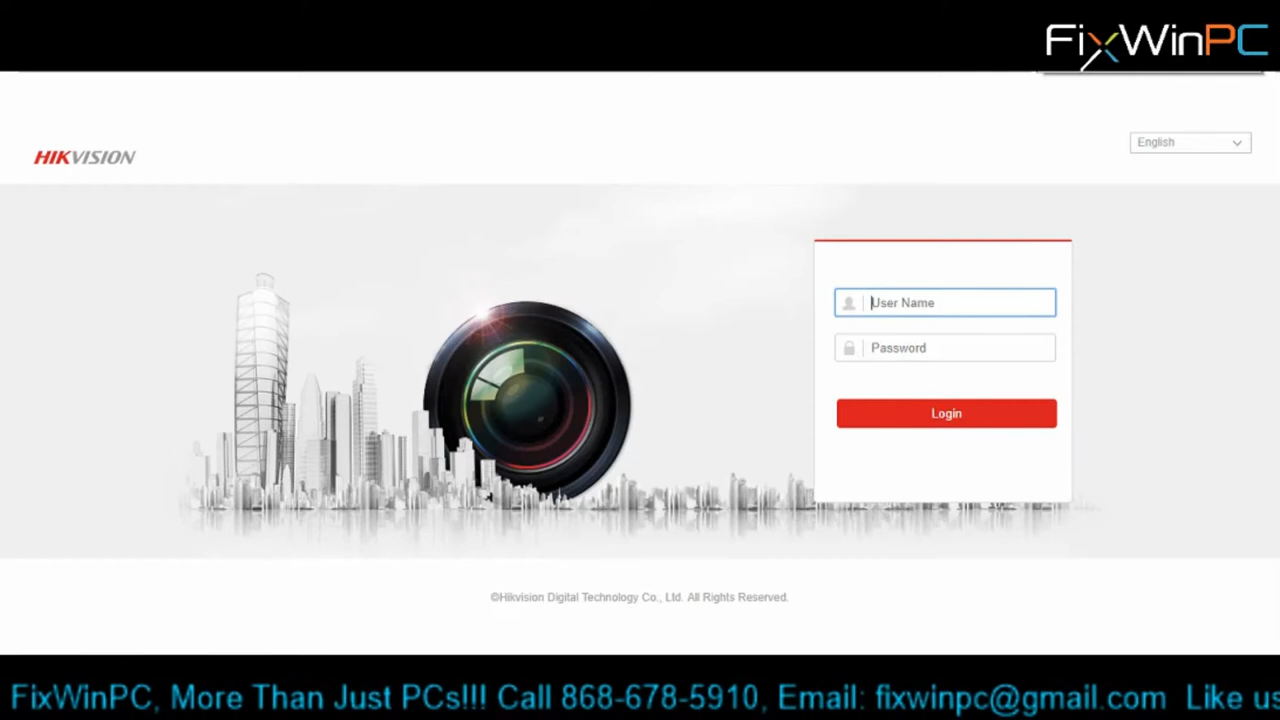 FixWinPC
HIKVISION
English
User Name
Password
Login
©Hikvision Digital Technology Co., Ltd. All Rights Reserved.
FixWinPC, More Than Just PCs!!! Call 868-678-5910, Email: fixwinpc@gmail.com Like us